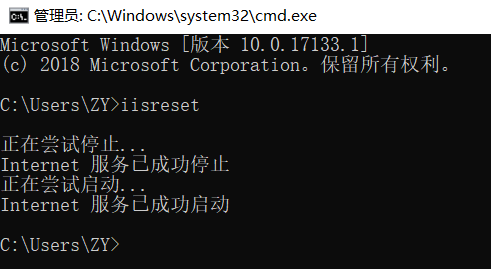 管理员: C:\Windows\system32\cmd.exe
Microsoft Windows [版本 10.0.17133.1]
(c) 2018 Microsoft Corporation。保留所有权利。
C:\Users\ZY>iisreset
正在尝试停止...
Internet 服务已成功停止
正在尝试启动...
Internet 服务已成功启动
C:\Users\ZY>